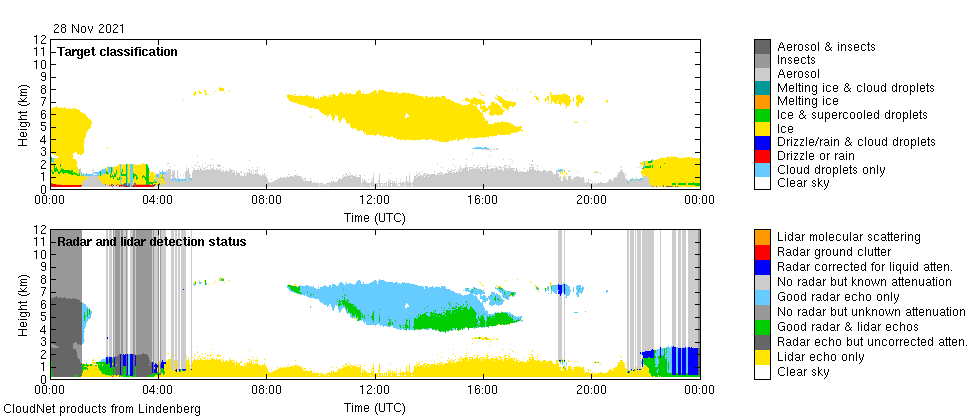 28 Nov 2021
12
11
10
9
8
7
6
5
4
3
2
1
0
Height (km)
Target classification
00:00 04:00 08:00 12:00 16:00 20:00 00:00
Time (UTC)
Aerosol & insects
Insects
Aerosol
Melting ice & cloud droplets
Melting ice
Ice & supercooled droplets
Ice
Drizzle/rain & cloud droplets
Drizzle or rain
Cloud droplets only
Clear sky
12
11
10
9
8
7
6
5
4
3
2
1
0
Height (km)
Radar and lidar detection status
00:00 04:00 08:00 12:00 16:00 20:00 00:00
Time (UTC)
Lidar molecular scattering
Radar ground clutter
Radar corrected for liquid atten.
No radar but known attenuation
Good radar echo only
No radar but unknown attenuation
Good radar & lidar echos
Radar echo but uncorrected atten.
Lidar echo only
Clear sky
CloudNet products from Lindenberg